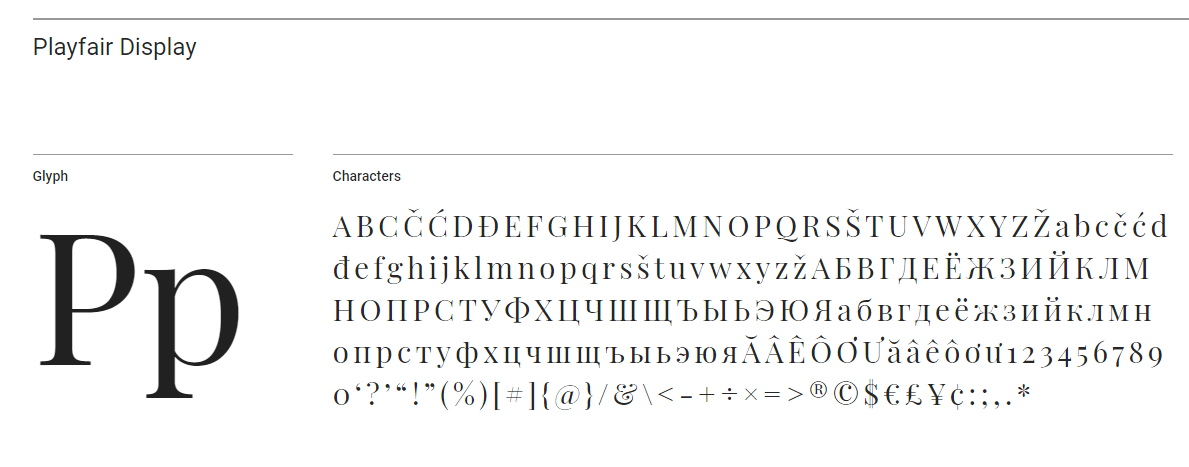 Playfair Display
Glyph
Characters
Pp
ABCČĆDĐEFGHIJKLMNOPQRSŠTUVWXYZŽabcčćd
đefghijklmnopqrsštuvwxyzžАБВГДЕЁЖЗИЙКЛМ
НОПРСТУФХЦЧШЩЪЫЬЭЮЯабвгдеёжзийклмн
опрстуфхцчшщъыьэюяĂÂÊÔƠƯăâêôơư123456789
0‘?’“!”(%)[#]{@}/&\<-+÷×=>®©$€£¥¢:;,.*